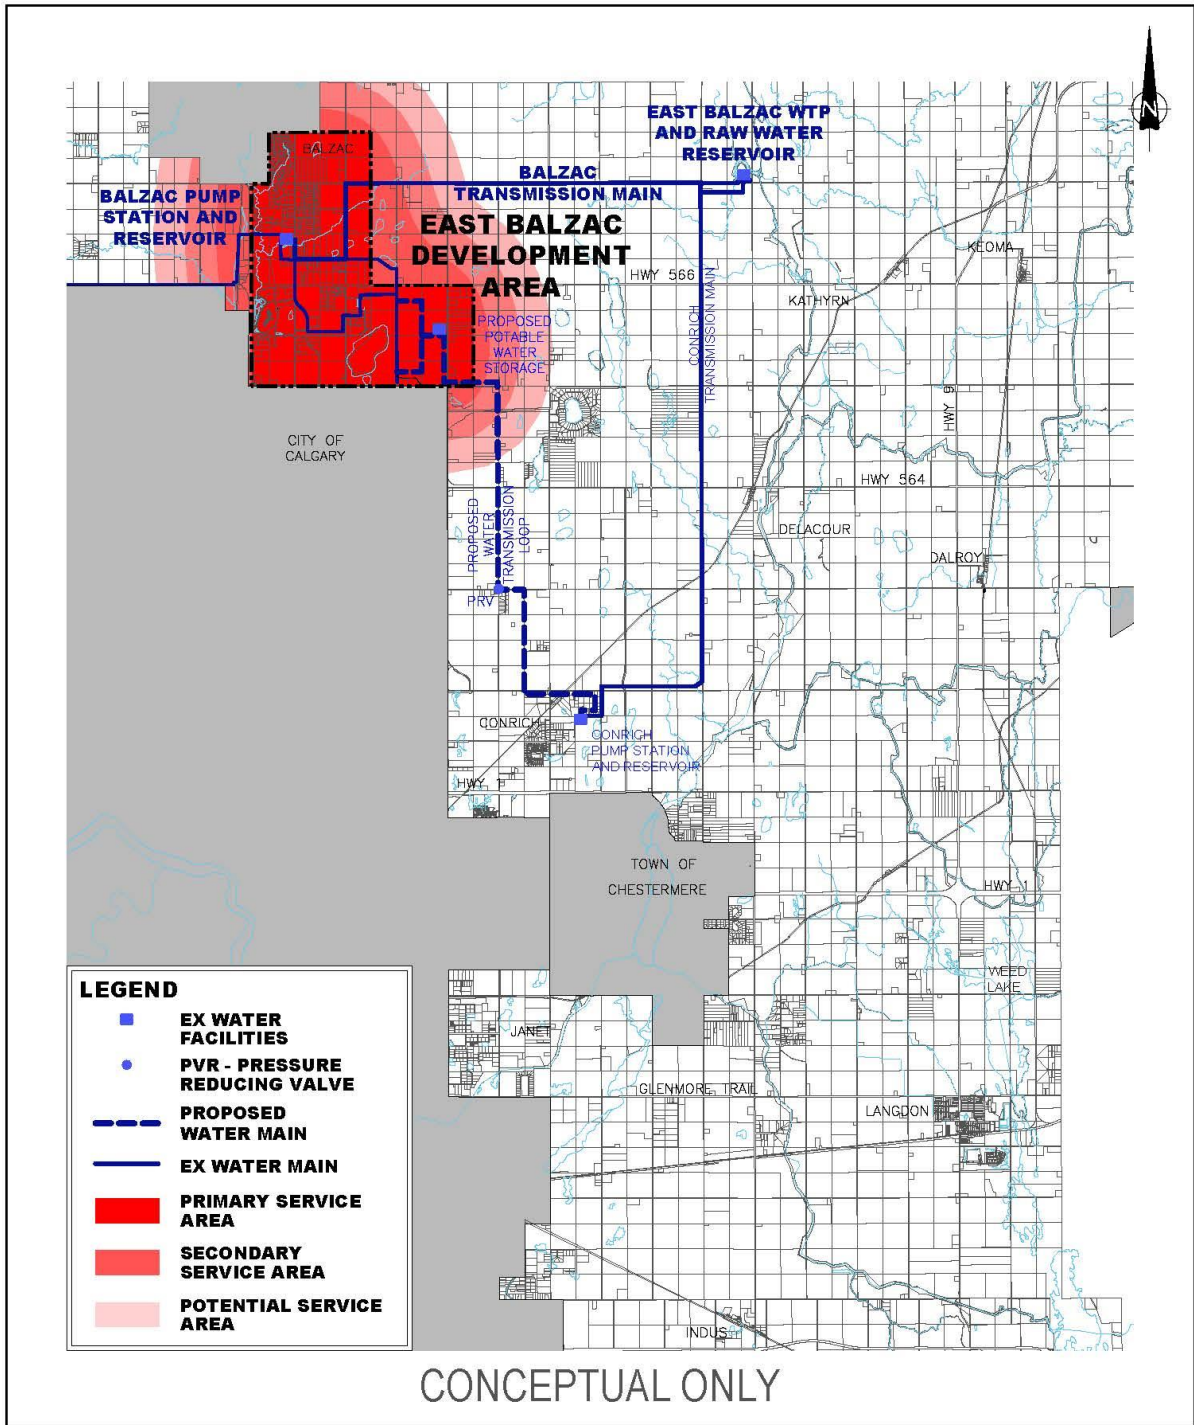 N
EAST BALZAC WTP
AND RAW WATER
RESERVOIR
BALZAC
BALZAC
TRANSMISSION MAIN
BALZAC PUMP
STATION AND
RESERVOIR
EAST BALZAC
DEVELOPMENT
AREA
KEOMA
HWY 566
KATHYRN
CONRICH
TRANSMISSION MAIN
PROPOSED
POTABLE
WATER
STORAGE
HWY 9
CITY OF
CALGARY
HWY 564
PROPOSED
WATER
TRANSMISSION
LOOP
DELACOUR
DALROY
PRV
CONRICH
CONRICH
PUMP STATION
AND RESERVOIR
HWY 1
TOWN OF
CHESTERMERE
HWY 1
WEED
LAKE
JANET
GLENMORE TRAIL
LANGDON
INDUS
LEGEND
EX WATER
FACILITIES
PVR - PRESSURE
REDUCING VALVE
PROPOSED
WATER MAIN
EX WATER MAIN
PRIMARY SERVICE
AREA
SECONDARY
SERVICE AREA
POTENTIAL SERVICE
AREA
CONCEPTUAL ONLY